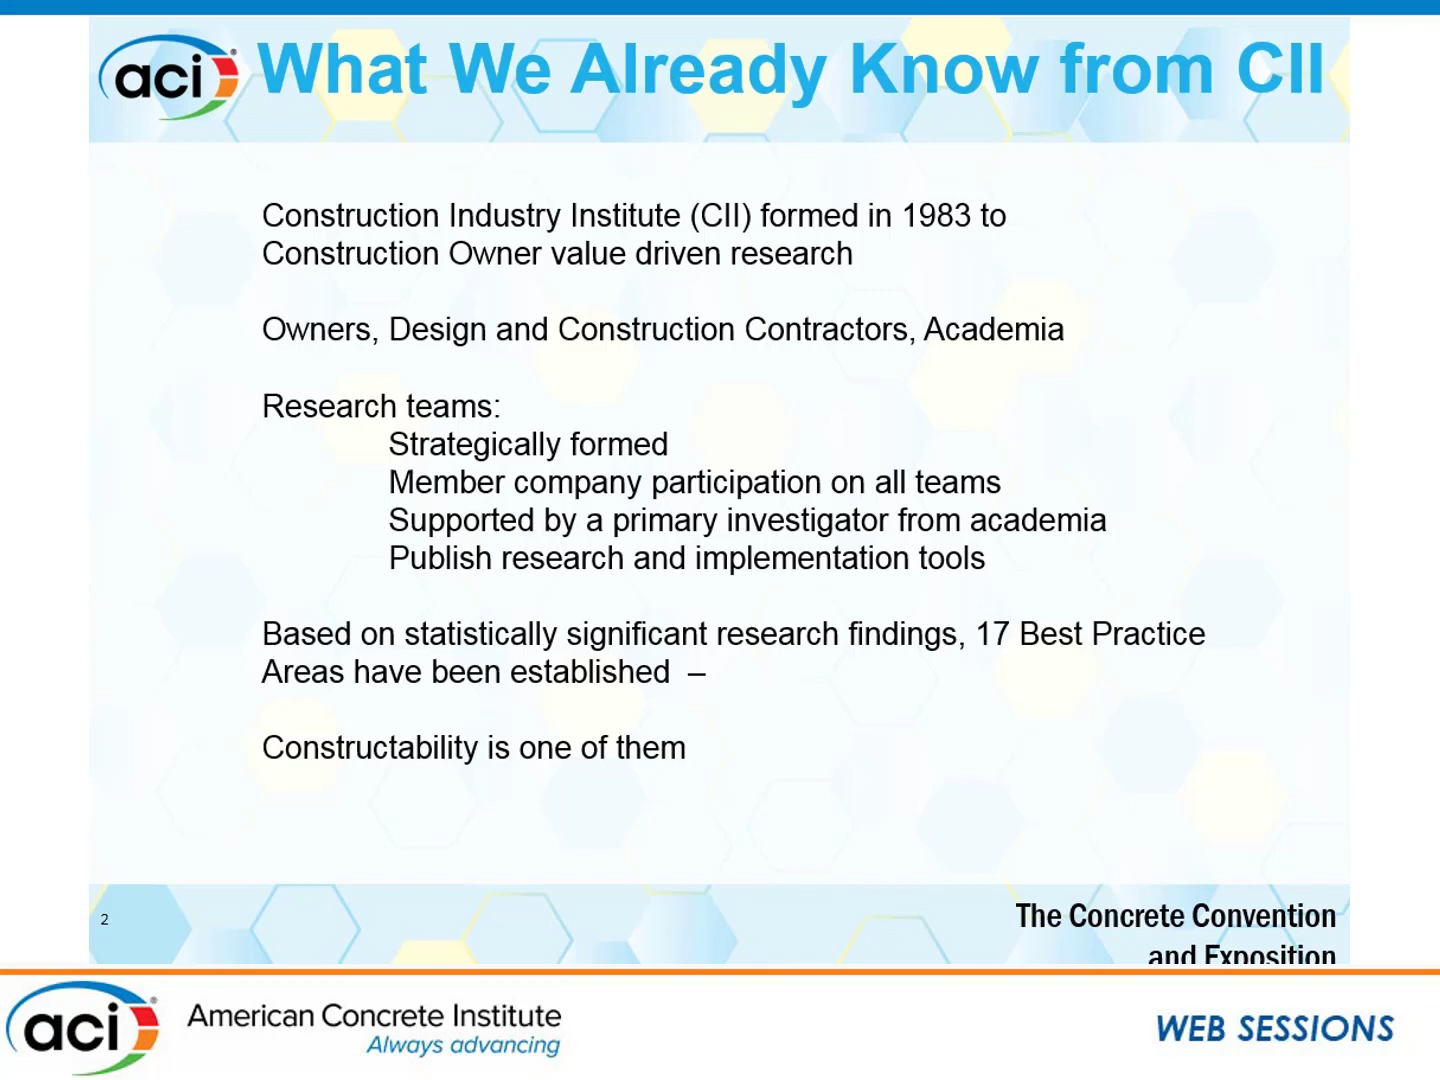 aci
What We Already Know from CII
Construction Industry Institute (CII) formed in 1983 to
Construction Owner value driven research
Owners, Design and Construction Contractors, Academia
Research teams:
Strategically formed
Member company participation on all teams
Supported by a primary investigator from academia
Publish research and implementation tools
Based on statistically significant research findings, 17 Best Practice
Areas have been established –
Constructability is one of them
2
The Concrete Convention
and Exposition
aci
American Concrete Institute
Always advancing
WEB SESSIONS